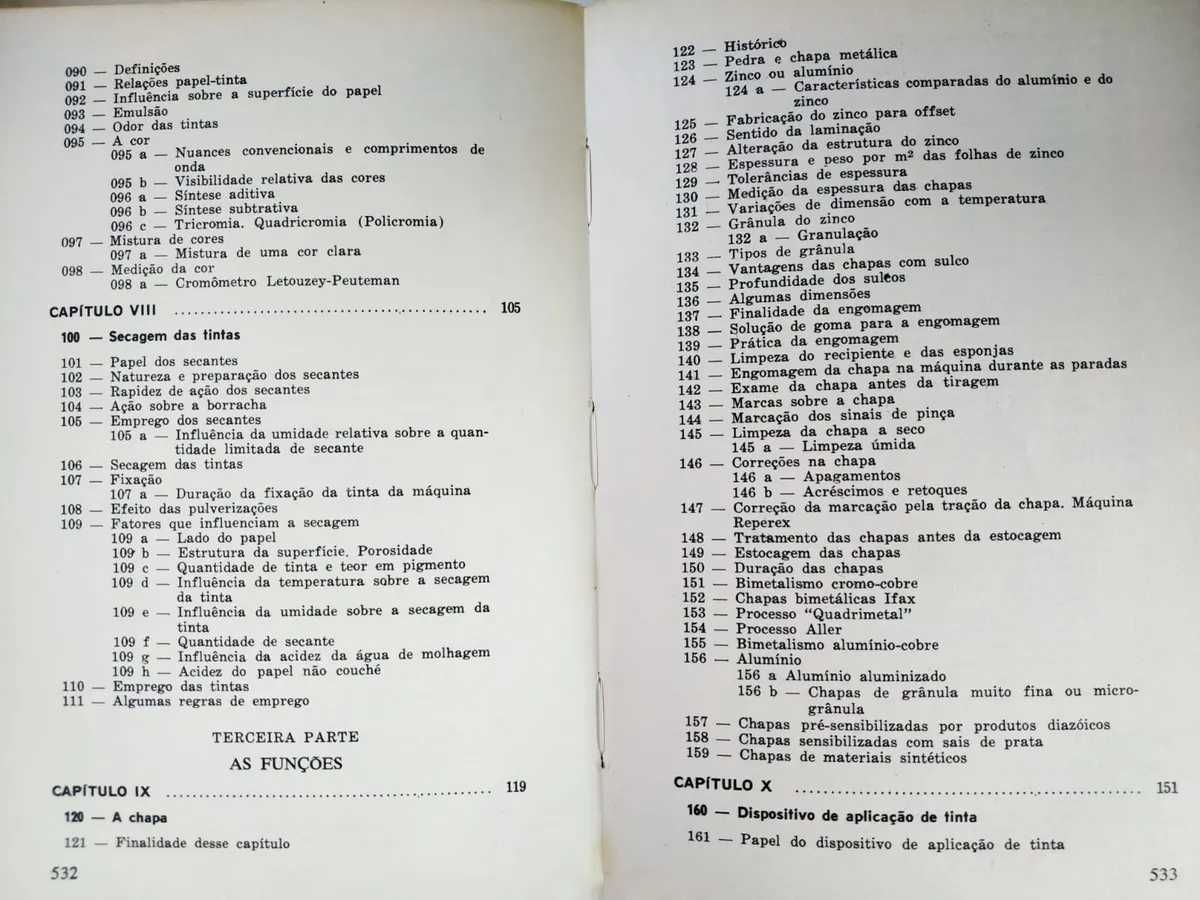 090 — Definições
091 — Relações papel-tinta
092 — Influência sobre a superfície do papel
093 — Emulsão
094 — Odor das tintas
095 — A cor
095 a — Nuances convencionais e comprimentos de
onda
095 b — Visibilidade relativa das cores
096 a — Síntese aditiva
096 b — Síntese subtrativa
096 c — Tricromia. Quadricromia (Policromia)
097 — Mistura de cores
097 a — Mistura de uma cor clara
098 — Medição da cor
098 a — Cromômetro Letouzey-Peuteman
CAPÍTULO VIII ................................................ 105
100 — Secagem das tintas
101 — Papel dos secantes
102 — Natureza e preparação dos secantes
103 — Rapidez de ação dos secantes
104 — Ação sobre a borracha
105 — Emprego dos secantes
105 a — Influência da umidade relativa sobre a quan-
tidade limitada de secante
106 — Secagem das tintas
107 — Fixação
107 a — Duração da fixação da tinta da máquina
108 — Efeito das pulverizações
109 — Fatores que influenciam a secagem
109 a — Lado do papel
109 b — Estrutura da superfície. Porosidade
109 c — Quantidade de tinta e teor em pigmento
109 d — Influência da temperatura sobre a secagem
da tinta
109 e — Influência da umidade sobre a secagem da
tinta
109 f — Quantidade de secante
109 g — Influência da acidez da água de molhagem
109 h — Acidez do papel não couché
110 — Emprego das tintas
111 — Algumas regras de emprego
TERCEIRA PARTE
AS FUNÇÕES
CAPÍTULO IX ................................................ 119
120 — A chapa
121 — Finalidade desse capítulo
532
122 — Histórico
123 — Pedra e chapa metálica
124 — Zinco ou alumínio
124 a — Características comparadas do alumínio e do
zinco
125 — Fabricação do zinco para offset
126 — Sentido da laminação
127 — Alteração da estrutura do zinco
128 — Espessura e peso por m² das folhas de zinco
129 — Tolerâncias de espessura
130 — Medição da espessura das chapas
131 — Variações de dimensão com a temperatura
132 — Grânula do zinco
132 a — Granulação
133 — Tipos de grânula
134 — Vantagens das chapas com sulco
135 — Profundidade dos sulcos
136 — Algumas dimensões
137 — Finalidade da engomagem
138 — Solução de goma para a engomagem
139 — Prática da engomagem
140 — Limpeza do recipiente e das esponjas
141 — Engomagem da chapa na máquina durante as paradas
142 — Exame da chapa antes da tiragem
143 — Marcas sobre a chapa
144 — Marcação dos sinais de pinça
145 — Limpeza da chapa a seco
145 a — Limpeza úmida
146 — Correções na chapa
146 a — Apagamentos
146 b — Acréscimos e retoques
147 — Correção da marcação pela tração da chapa. Máquina
Reperex
148 — Tratamento das chapas antes da estocagem
149 — Estocagem das chapas
150 — Duração das chapas
151 — Bimetalismo cromo-cobre
152 — Chapas bimetálicas Ifax
153 — Processo “Quadrimetal”
154 — Processo Aller
155 — Bimetalismo alumínio-cobre
156 — Alumínio
156 a Alumínio aluminizado
156 b — Chapas de grânula muito fina ou micro-
grânula
157 — Chapas pré-sensibilizadas por produtos diazóicos
158 — Chapas sensibilizadas com sais de prata
159 — Chapas de materiais sintéticos
CAPÍTULO X ................................................ 151
160 — Dispositivo de aplicação de tinta
161 — Papel do dispositivo de aplicação de tinta
533